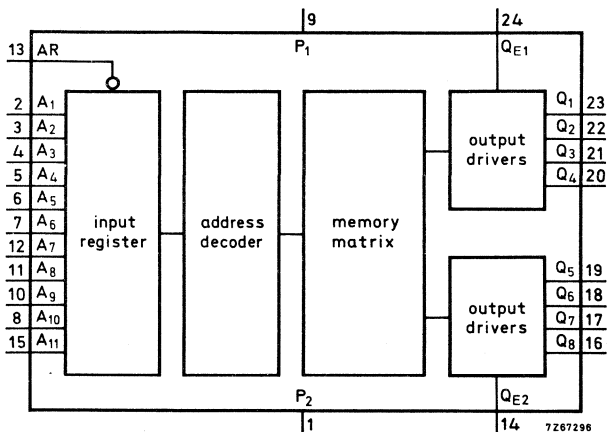 9 24
P1 QE1
13 AR
2 A1
3 A2
4 A3
5 A4
6 A5
7 A6
12 A7
11 A8
10 A9
8 A10
15 A11
input
register
address
decoder
memory
matrix
output
drivers
Q1 23
Q2 22
Q3 21
Q4 20
output
drivers
Q5 19
Q6 18
Q7 17
Q8 16
P2 QE2
1 14
7Z67296